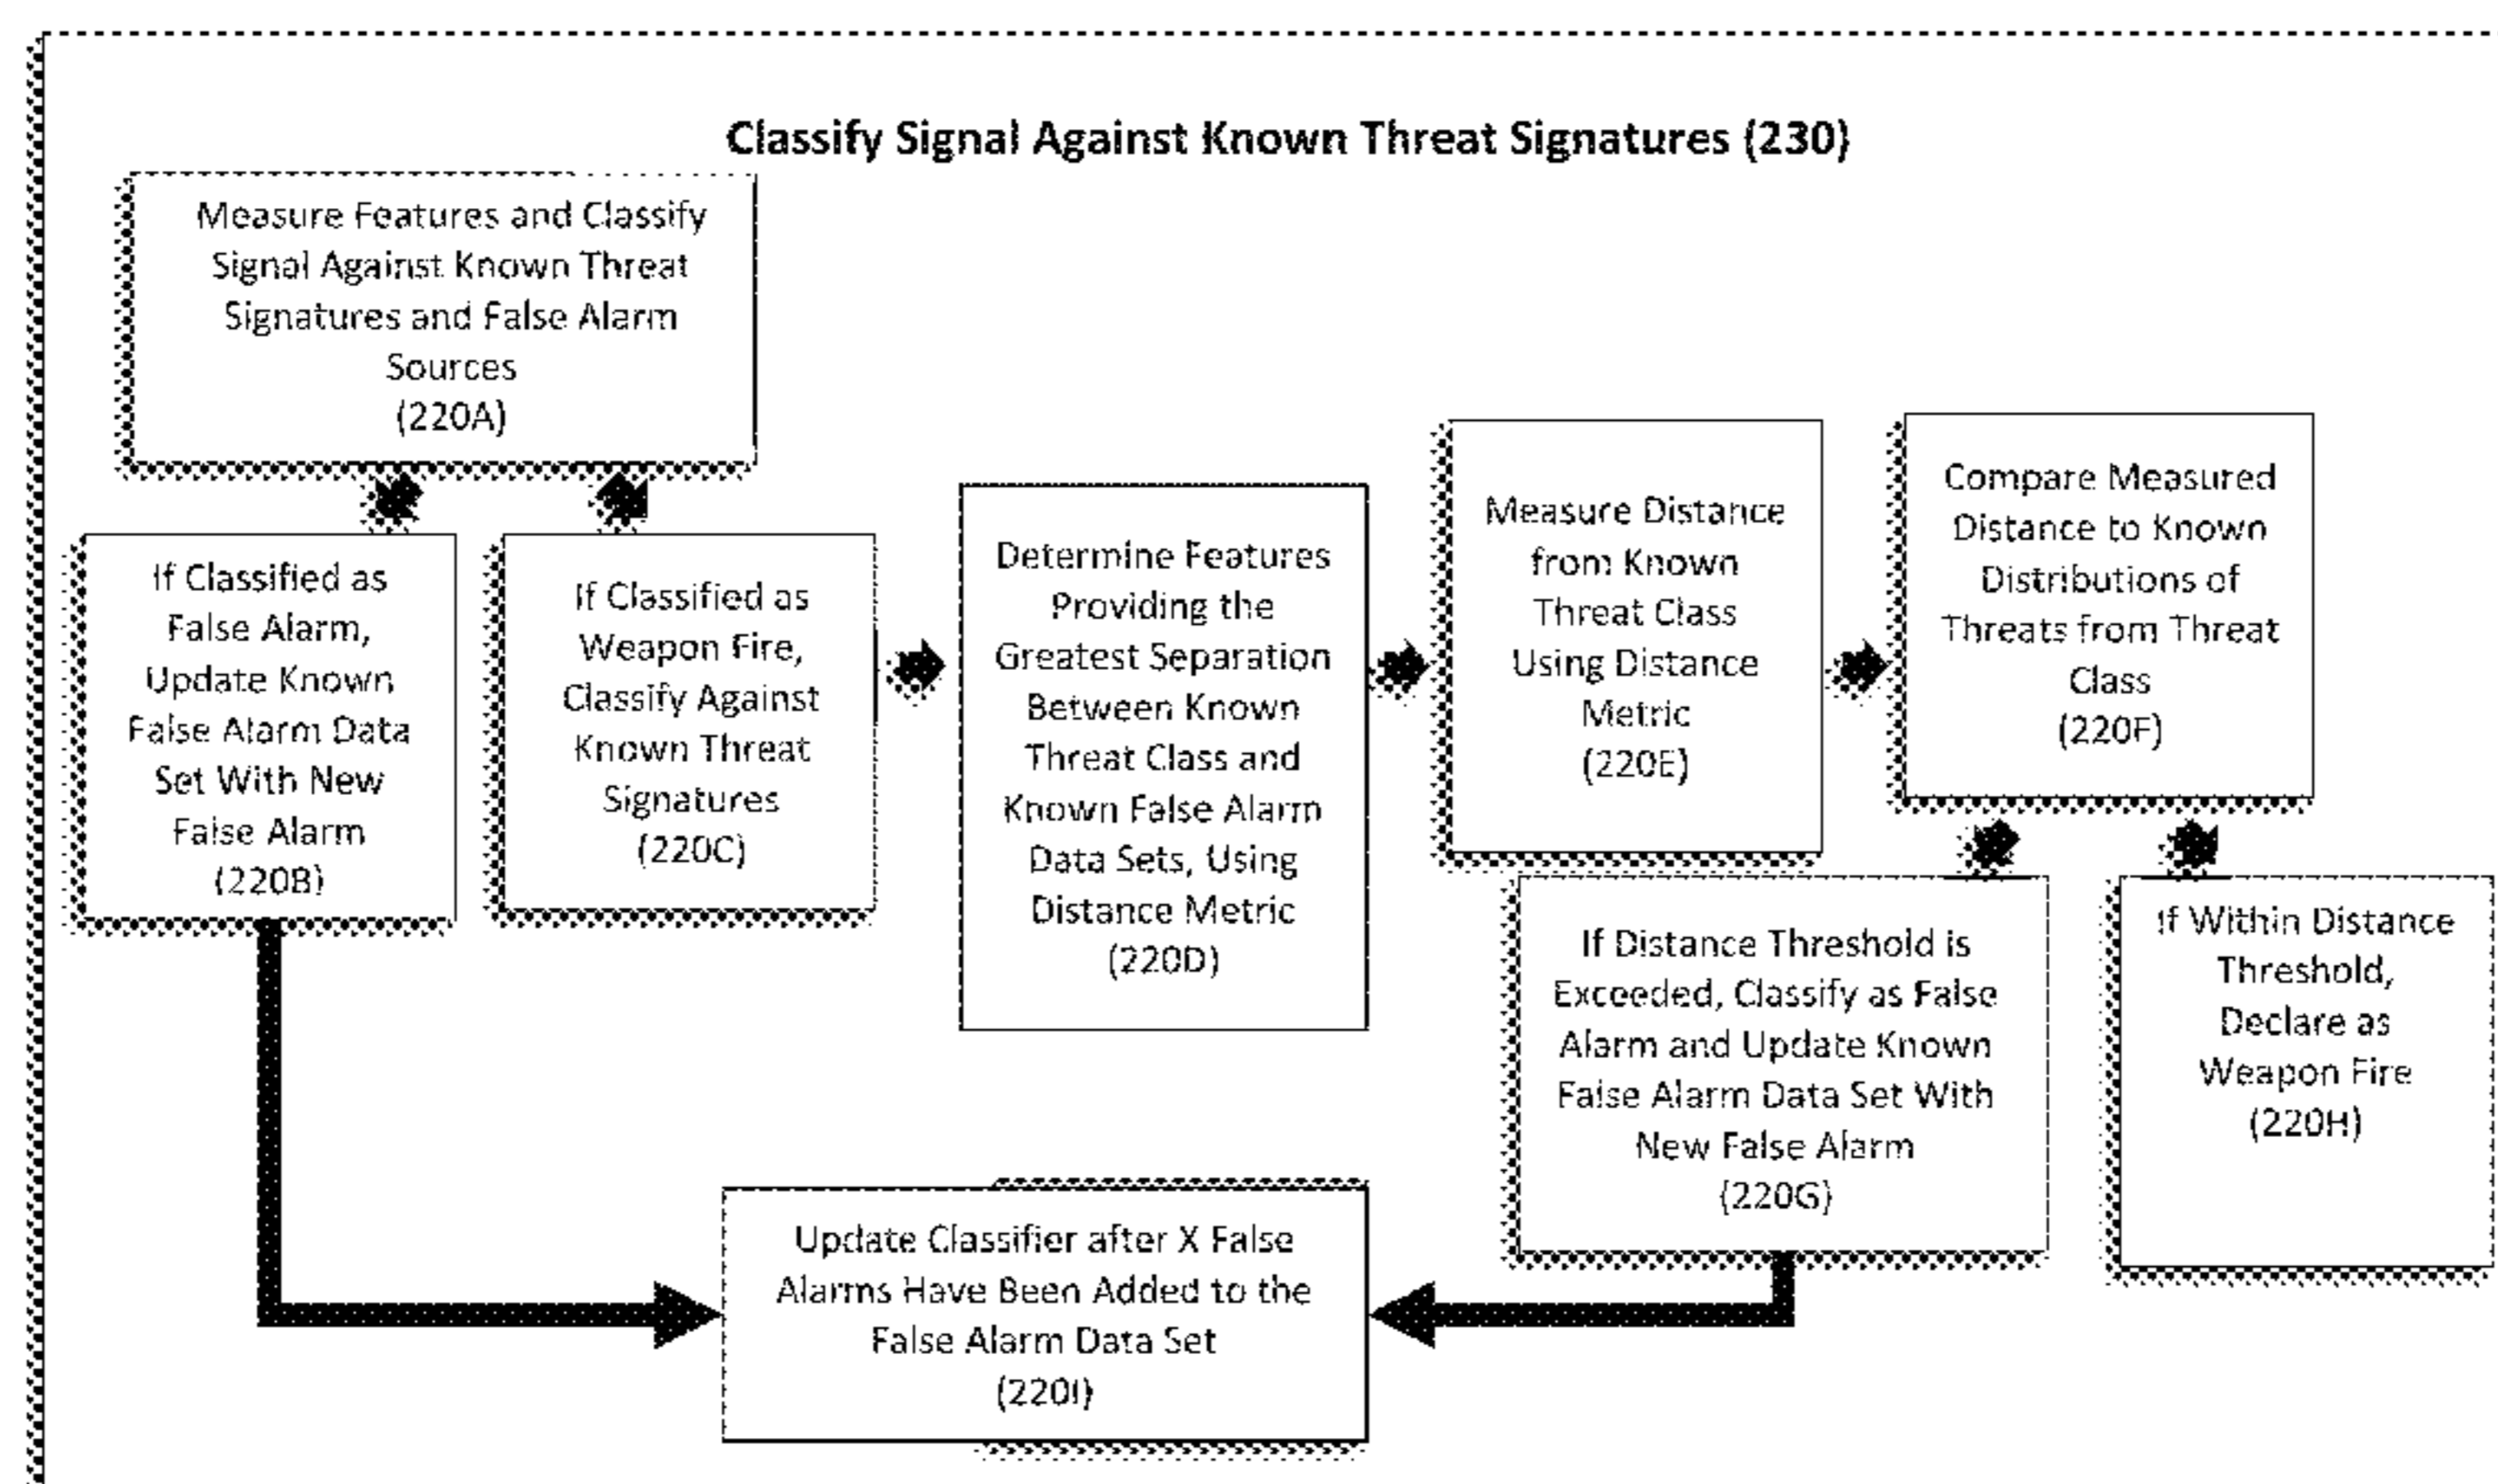 Classify Signal Against Known Threat Signatures (230)
Measure Features and Classify
Signal Against Known Threat
Signatures and False Alarm
Sources
(220A)
If Classified as
False Alarm,
Update Known
False Alarm Data
Set With New
False Alarm
(220B)
If Classified as
Weapon Fire,
Classify Against
Known Threat
Signatures
(220C)
Determine Features
Providing the
Greatest Separation
Between Known
Threat Class and
Known False Alarm
Data Sets, Using
Distance Metric
(220D)
Measure Distance
from Known
Threat Class
Using Distance
Metric
(220E)
Compare Measured
Distance to Known
Distributions of
Threats from Threat
Class
(220F)
If Distance Threshold is
Exceeded, Classify as False
Alarm and Update Known
False Alarm Data Set With
New False Alarm
(220G)
If Within Distance
Threshold,
Declare as
Weapon Fire
(220H)
Update Classifier after X False
Alarms Have Been Added to the
False Alarm Data Set
(220I)